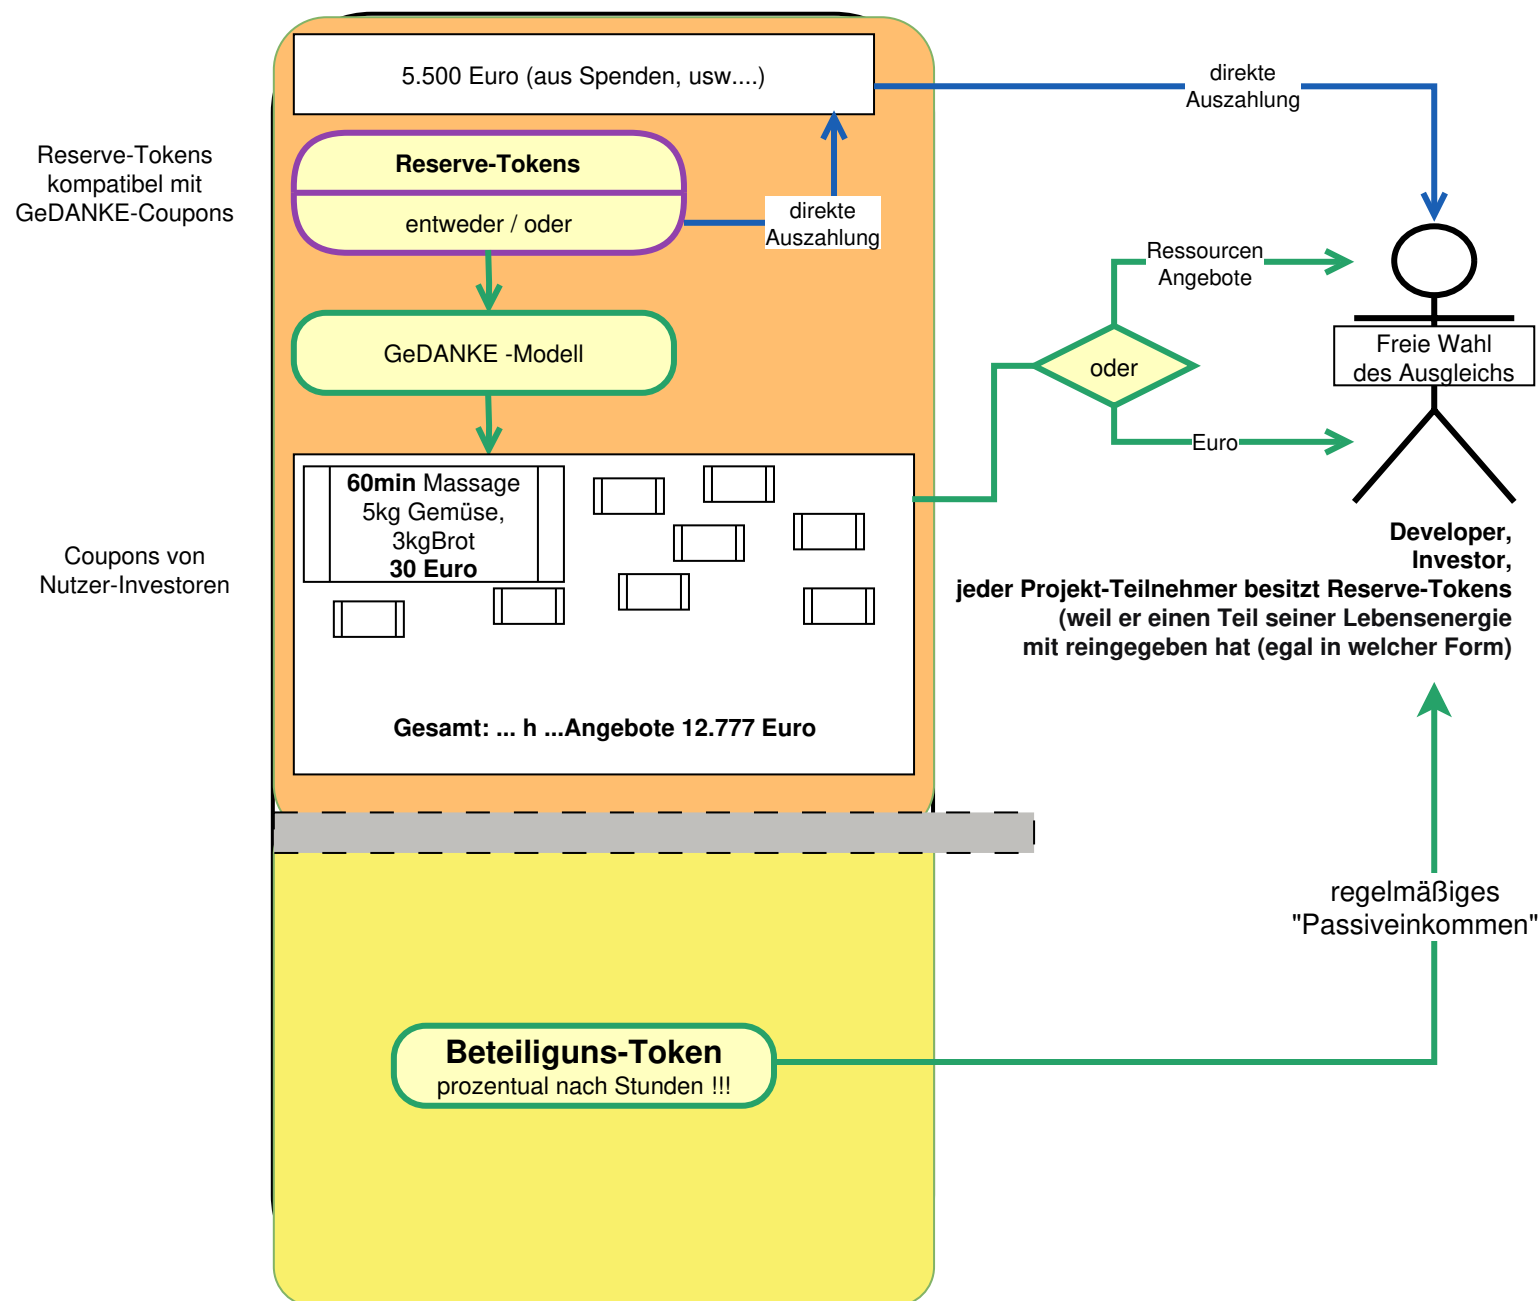 5.500 Euro (aus Spenden, usw....)
direkte
Auszahlung
Reserve-Tokens
kompatibel mit
GeDANKE-Coupons
Reserve-Tokens
entweder / oder
direkte
Auszahlung
Ressourcen
Angebote
GeDANKE -Modell
oder
Freie Wahl
des Ausgleichs
Euro
60min Massage
5kg Gemüse,
3kgBrot
30 Euro
Coupons von
Nutzer-Investoren
Developer,
Investor,
jeder Projekt-Teilnehmer besitzt Reserve-Tokens
(weil er einen Teil seiner Lebensenergie
mit reingegeben hat (egal in welcher Form)
Gesamt: ... h ...Angebote 12.777 Euro
regelmäßiges
"Passiveinkommen"
Beteiliguns-Token
prozentual nach Stunden !!!